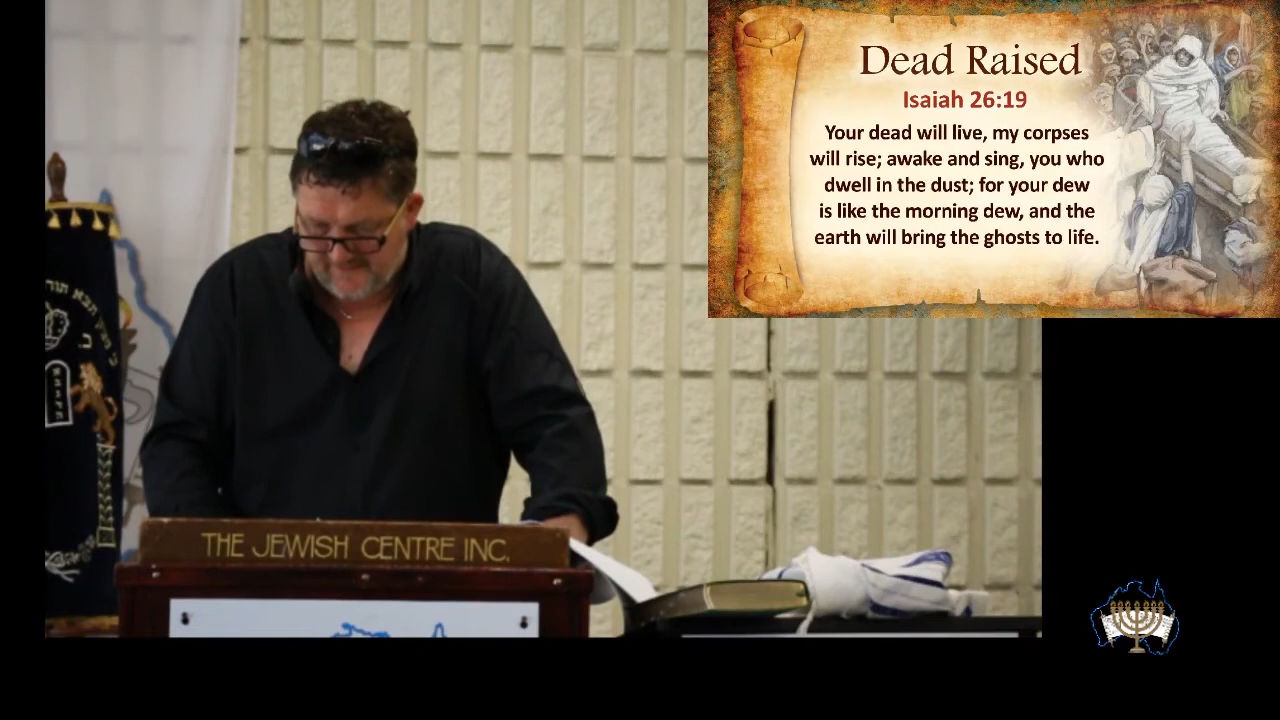 Dead Raised
Isaiah 26:19
Your dead will live, my corpses
will rise; awake and sing, you who
dwell in the dust; for your dew
is like the morning dew, and the
earth will bring the ghosts to life.
THE JEWISH CENTRE INC.